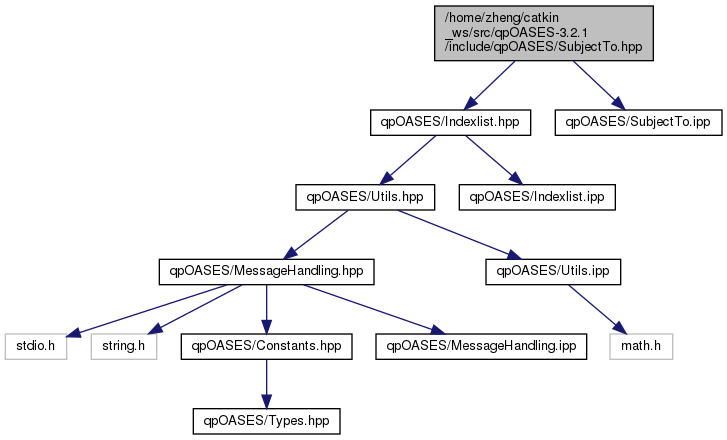 /home/zheng/catkin
_ws/src/qpOASES-3.2.1
/include/qpOASES/SubjectTo.hpp
qpOASES/Indexlist.hpp
qpOASES/SubjectTo.ipp
qpOASES/Utils.hpp
qpOASES/Indexlist.ipp
qpOASES/MessageHandling.hpp
qpOASES/Utils.ipp
stdio.h
string.h
qpOASES/Constants.hpp
qpOASES/MessageHandling.ipp
math.h
qpOASES/Types.hpp